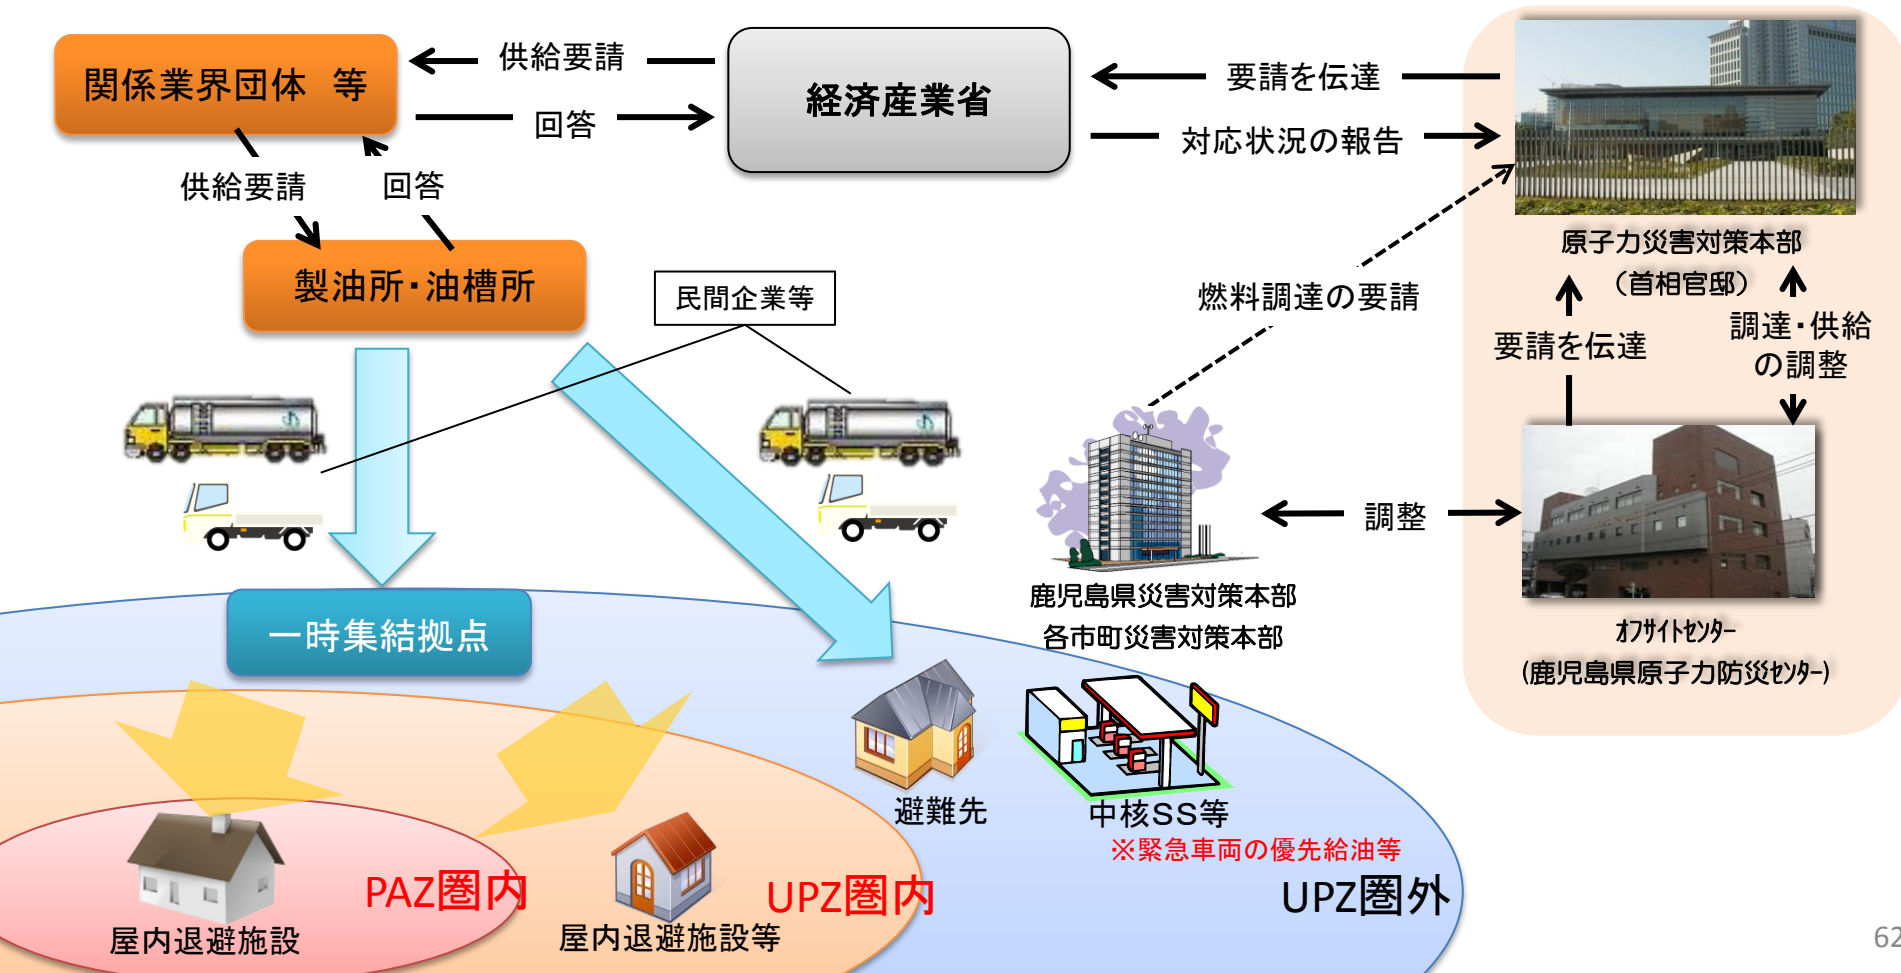 関係業界団体　等
供給要請
回答
経済産業省
要請を伝達
対応状況の報告
原子力災害対策本部
（首相官邸）
供給要請
回答
製油所・油槽所
民間企業等
燃料調達の要請
要請を伝達
調達・供給
の調整
調整
鹿児島県災害対策本部
各市町災害対策本部
オフサイトセンター
(鹿児島県原子力防災センター)
一時集結拠点
避難先
中核SS等
※緊急車両の優先給油等
PAZ圏内
UPZ圏内
UPZ圏外
屋内退避施設
屋内退避施設等
62